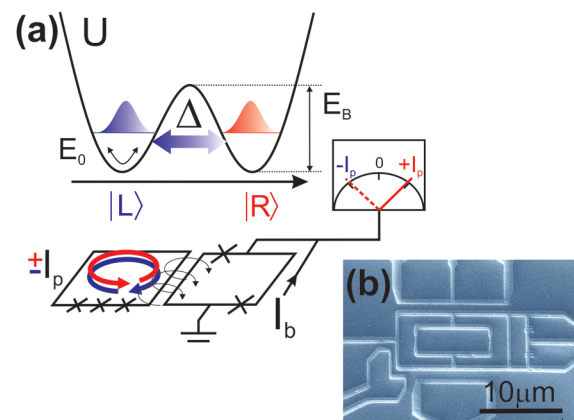 (a) U
E_B
Δ
E_0
-I_p 0 +I_p
|L⟩ |R⟩
±I_p
I_b
(b)
10μm